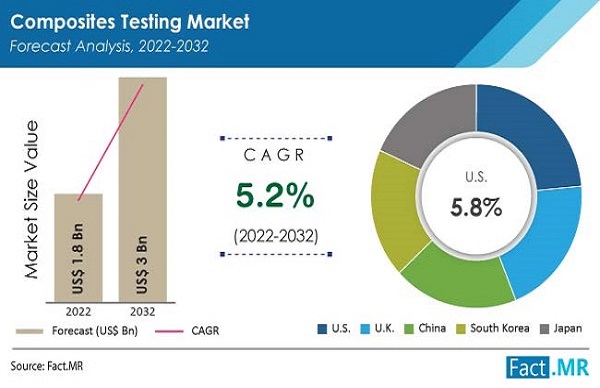 Composites Testing Market
Forecast Analysis, 2022-2032
Market Size Value
US$ 1.8 Bn
US$ 3 Bn
2022
2032
Forecast (US$ Bn)
CAGR
CAGR
5.2%
(2022-2032)
U.S.
5.8%
U.S.
U.K.
China
South Korea
Japan
Source: Fact.MR
Fact.MR